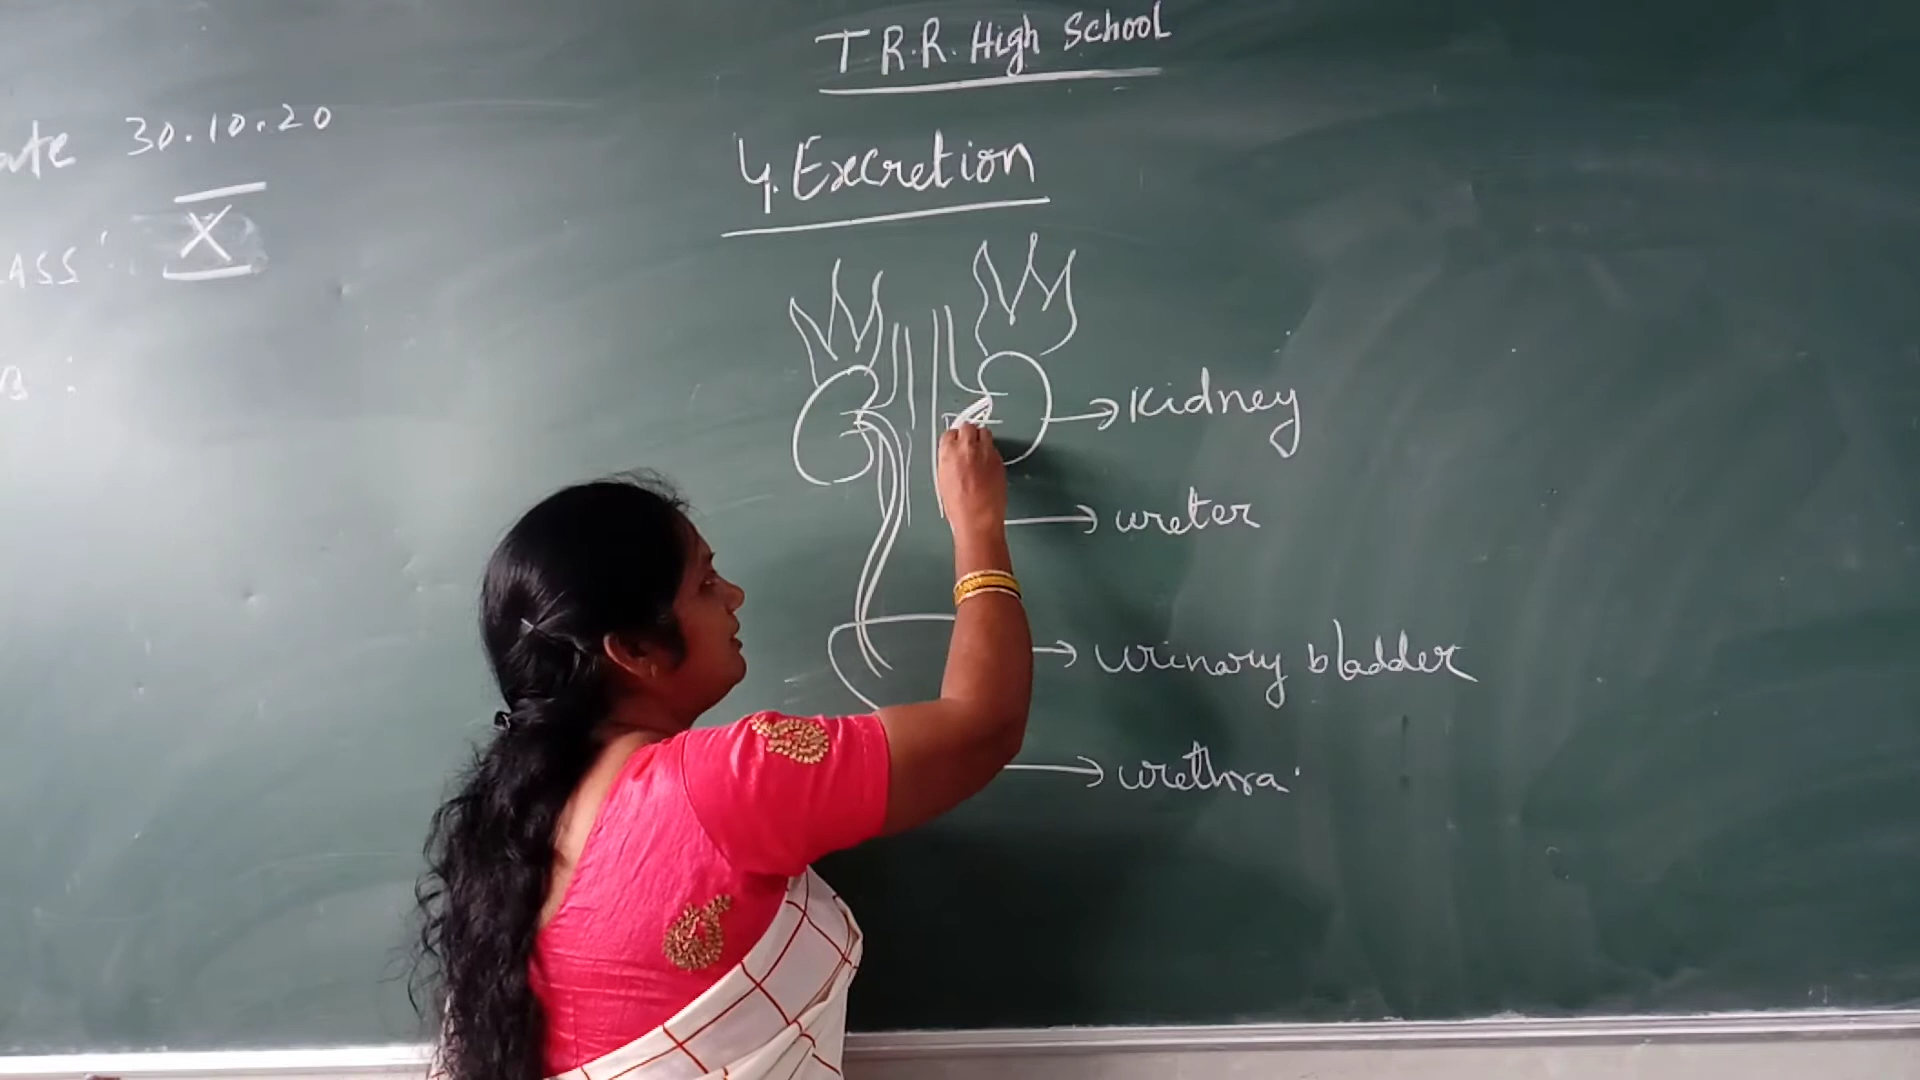 T R.R. High School
ate 30.10.20
4. Excretion
ASS : X
B :
Kidney
ureter
urinary bladder
urethra.